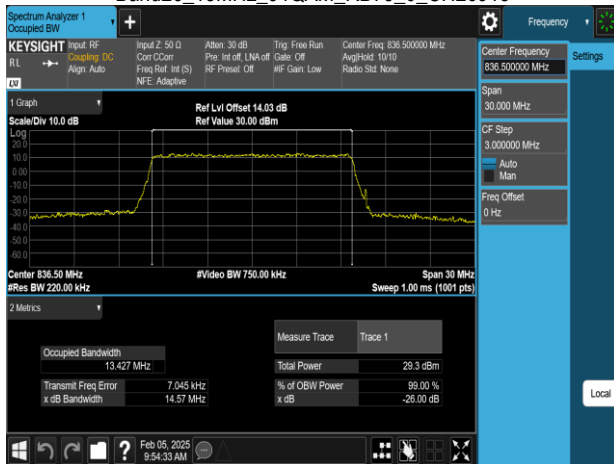 Spectrum Analyzer 1
Occupied BW
+
Frequency
KEYSIGHT
RL
Input: RF
Coupling: DC
Align: Auto
Input Z: 50 Ω
Corr CCorr
Freq Ref: Int (S)
NFE: Adaptive
Atten: 30 dB
Pre: Int off, LNA off
RF Presel: Off
Trig: Free Run
Gate: Off
#IF Gain: Low
Center Freq: 836.500000 MHz
Avg|Hold: 10/10
Radio Std: None
LXI
1 Graph
Scale/Div 10.0 dB
Ref Lvl Offset 14.03 dB
Ref Value 30.00 dBm
Log
20.0
10.0
0.00
-10.0
-20.0
-30.0
-40.0
-50.0
-60.0
Center 836.50 MHz
#Res BW 220.00 kHz
#Video BW 750.00 kHz
Span 30 MHz
Sweep 1.00 ms (1001 pts)
2 Metrics
Measure Trace
Trace 1
Occupied Bandwidth
13.427 MHz
Total Power
29.3 dBm
Transmit Freq Error
7.045 kHz
% of OBW Power
99.00 %
x dB Bandwidth
14.57 MHz
x dB
-26.00 dB
Center Frequency
836.500000 MHz
Settings
Span
30.000 MHz
CF Step
3.000000 MHz
Auto
Man
Freq Offset
0 Hz
Local
?
Feb 05, 2025
9:54:33 AM